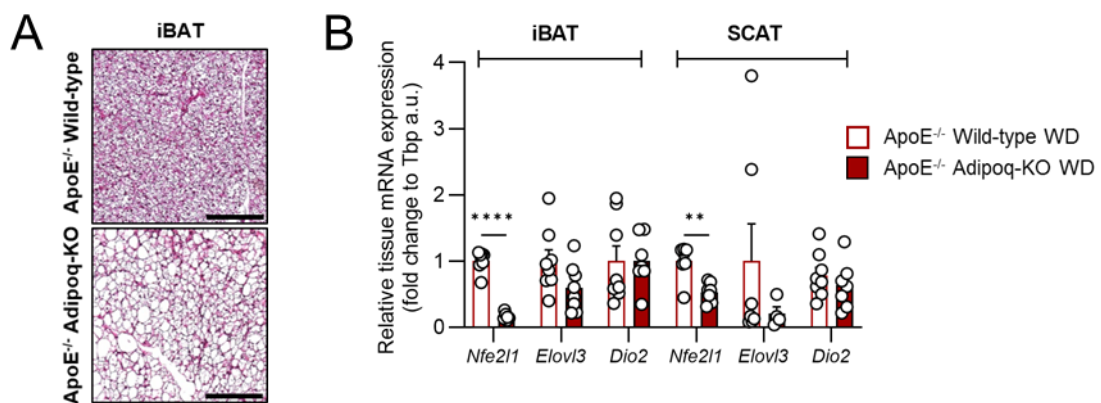 A
iBAT
ApoE-/- Wild-type
ApoE-/- Adipoq-KO
B
iBAT
SCAT
Relative tissue mRNA expression
(fold change to Tbp a.u.)
4
3
2
1
0
****
**
Nfe2l1
Elovl3
Dio2
Nfe2l1
Elovl3
Dio2
ApoE-/- Wild-type WD
ApoE-/- Adipoq-KO WD